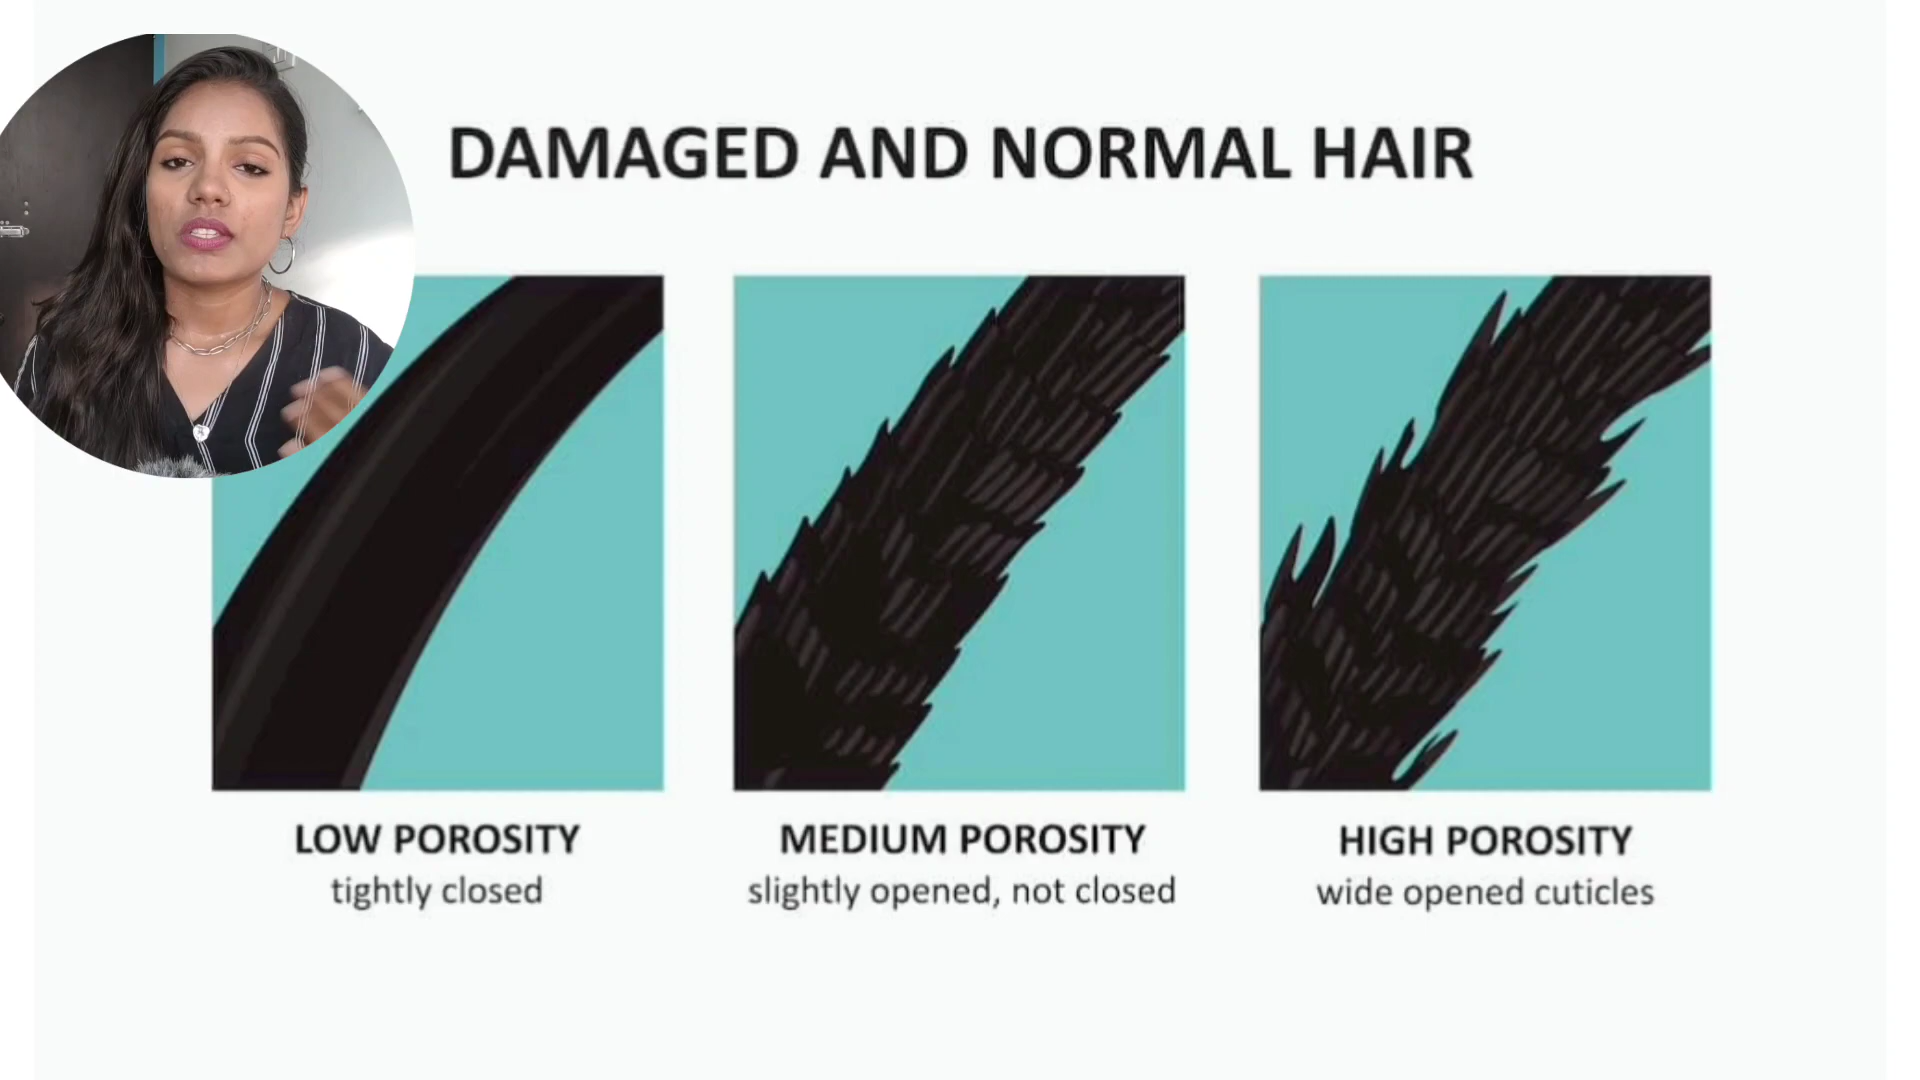 DAMAGED AND NORMAL HAIR
LOW POROSITY
tightly closed
MEDIUM POROSITY
slightly opened, not closed
HIGH POROSITY
wide opened cuticles